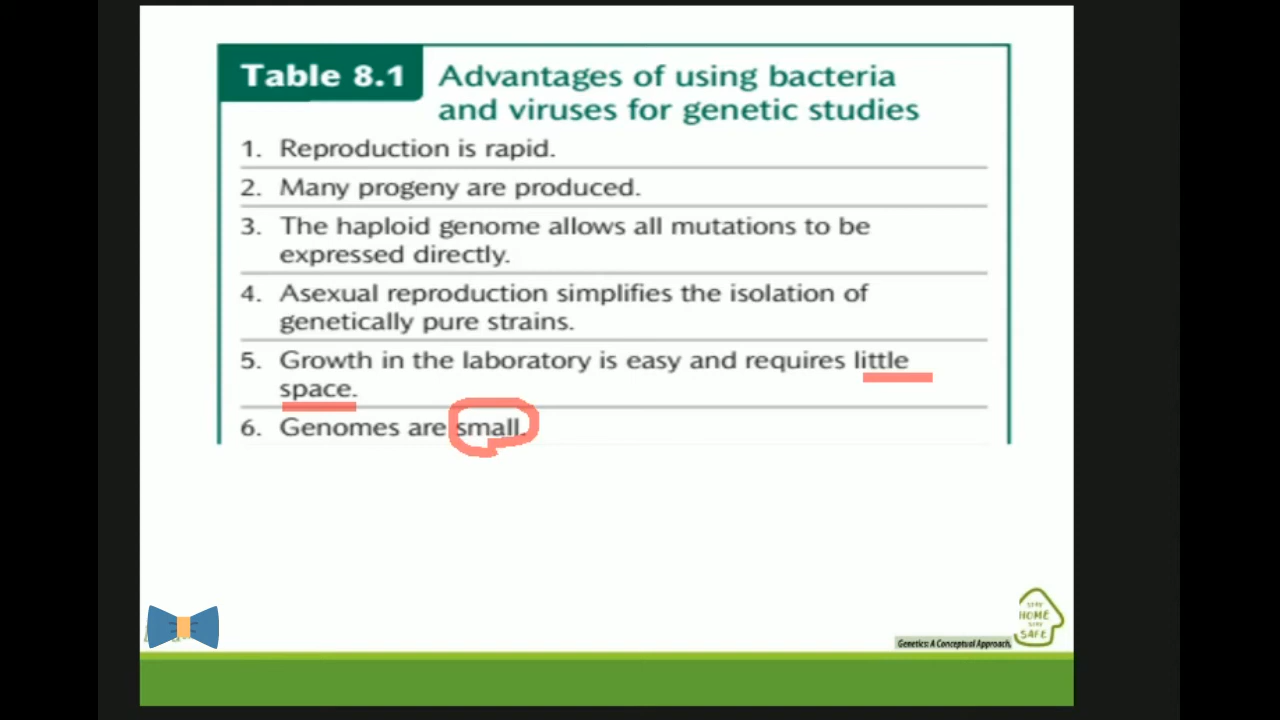 Table 8.1
Advantages of using bacteria
and viruses for genetic studies
1. Reproduction is rapid.
2. Many progeny are produced.
3. The haploid genome allows all mutations to be
expressed directly.
4. Asexual reproduction simplifies the isolation of
genetically pure strains.
5. Growth in the laboratory is easy and requires little
space.
6. Genomes are small.
STAY
HOME
STAY
SAFE
Genetics: A Conceptual Approach,